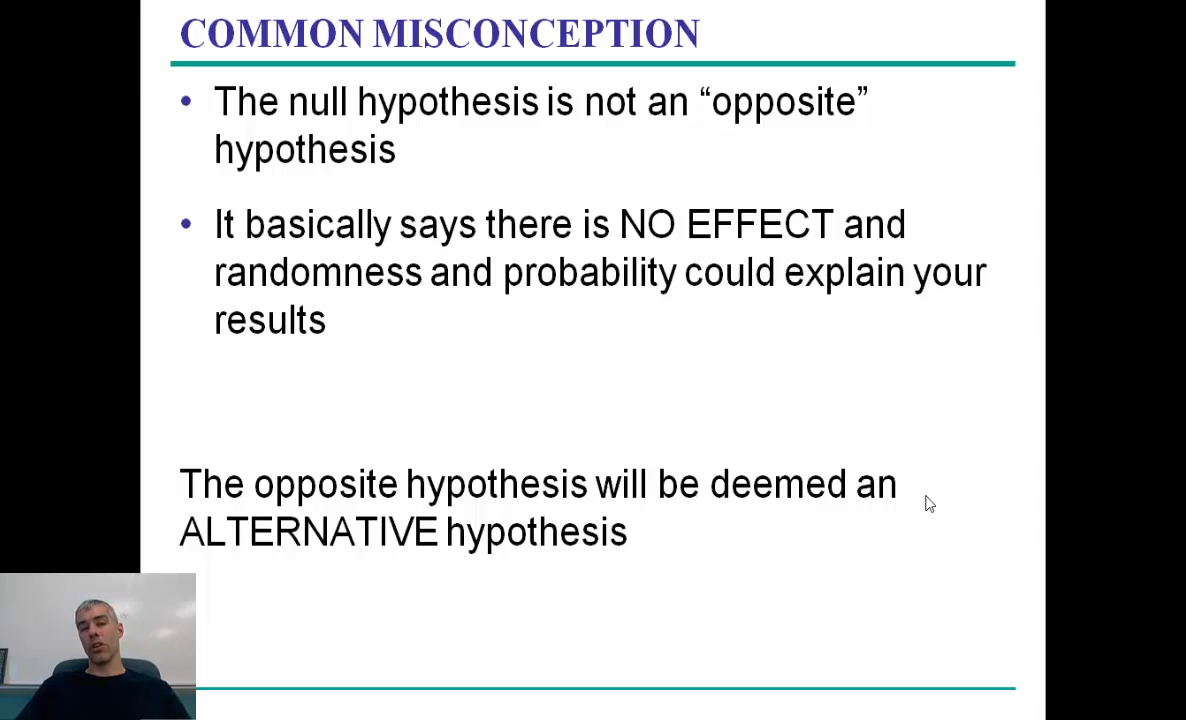 COMMON MISCONCEPTION
• The null hypothesis is not an “opposite”
hypothesis
• It basically says there is NO EFFECT and
randomness and probability could explain your
results
The opposite hypothesis will be deemed an
ALTERNATIVE hypothesis